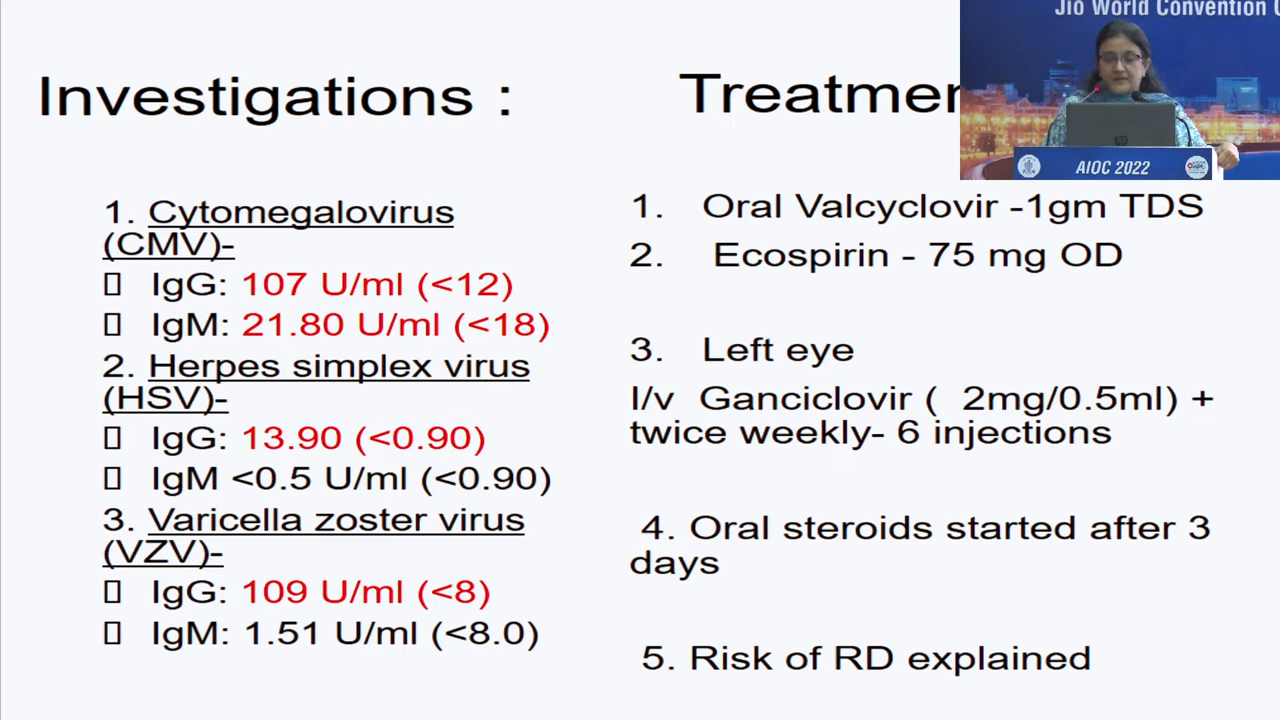 Jio World Convention
Investigations :
1. Cytomegalovirus
(CMV)-
IgG: 107 U/ml (<12)
IgM: 21.80 U/ml (<18)
2. Herpes simplex virus
(HSV)-
IgG: 13.90 (<0.90)
IgM <0.5 U/ml (<0.90)
3. Varicella zoster virus
(VZV)-
IgG: 109 U/ml (<8)
IgM: 1.51 U/ml (<8.0)
Treatmen
1. Oral Valcyclovir -1gm TDS
2. Ecospirin - 75 mg OD
3. Left eye
I/v Ganciclovir ( 2mg/0.5ml) +
twice weekly- 6 injections
4. Oral steroids started after 3
days
5. Risk of RD explained
AIOC 2022